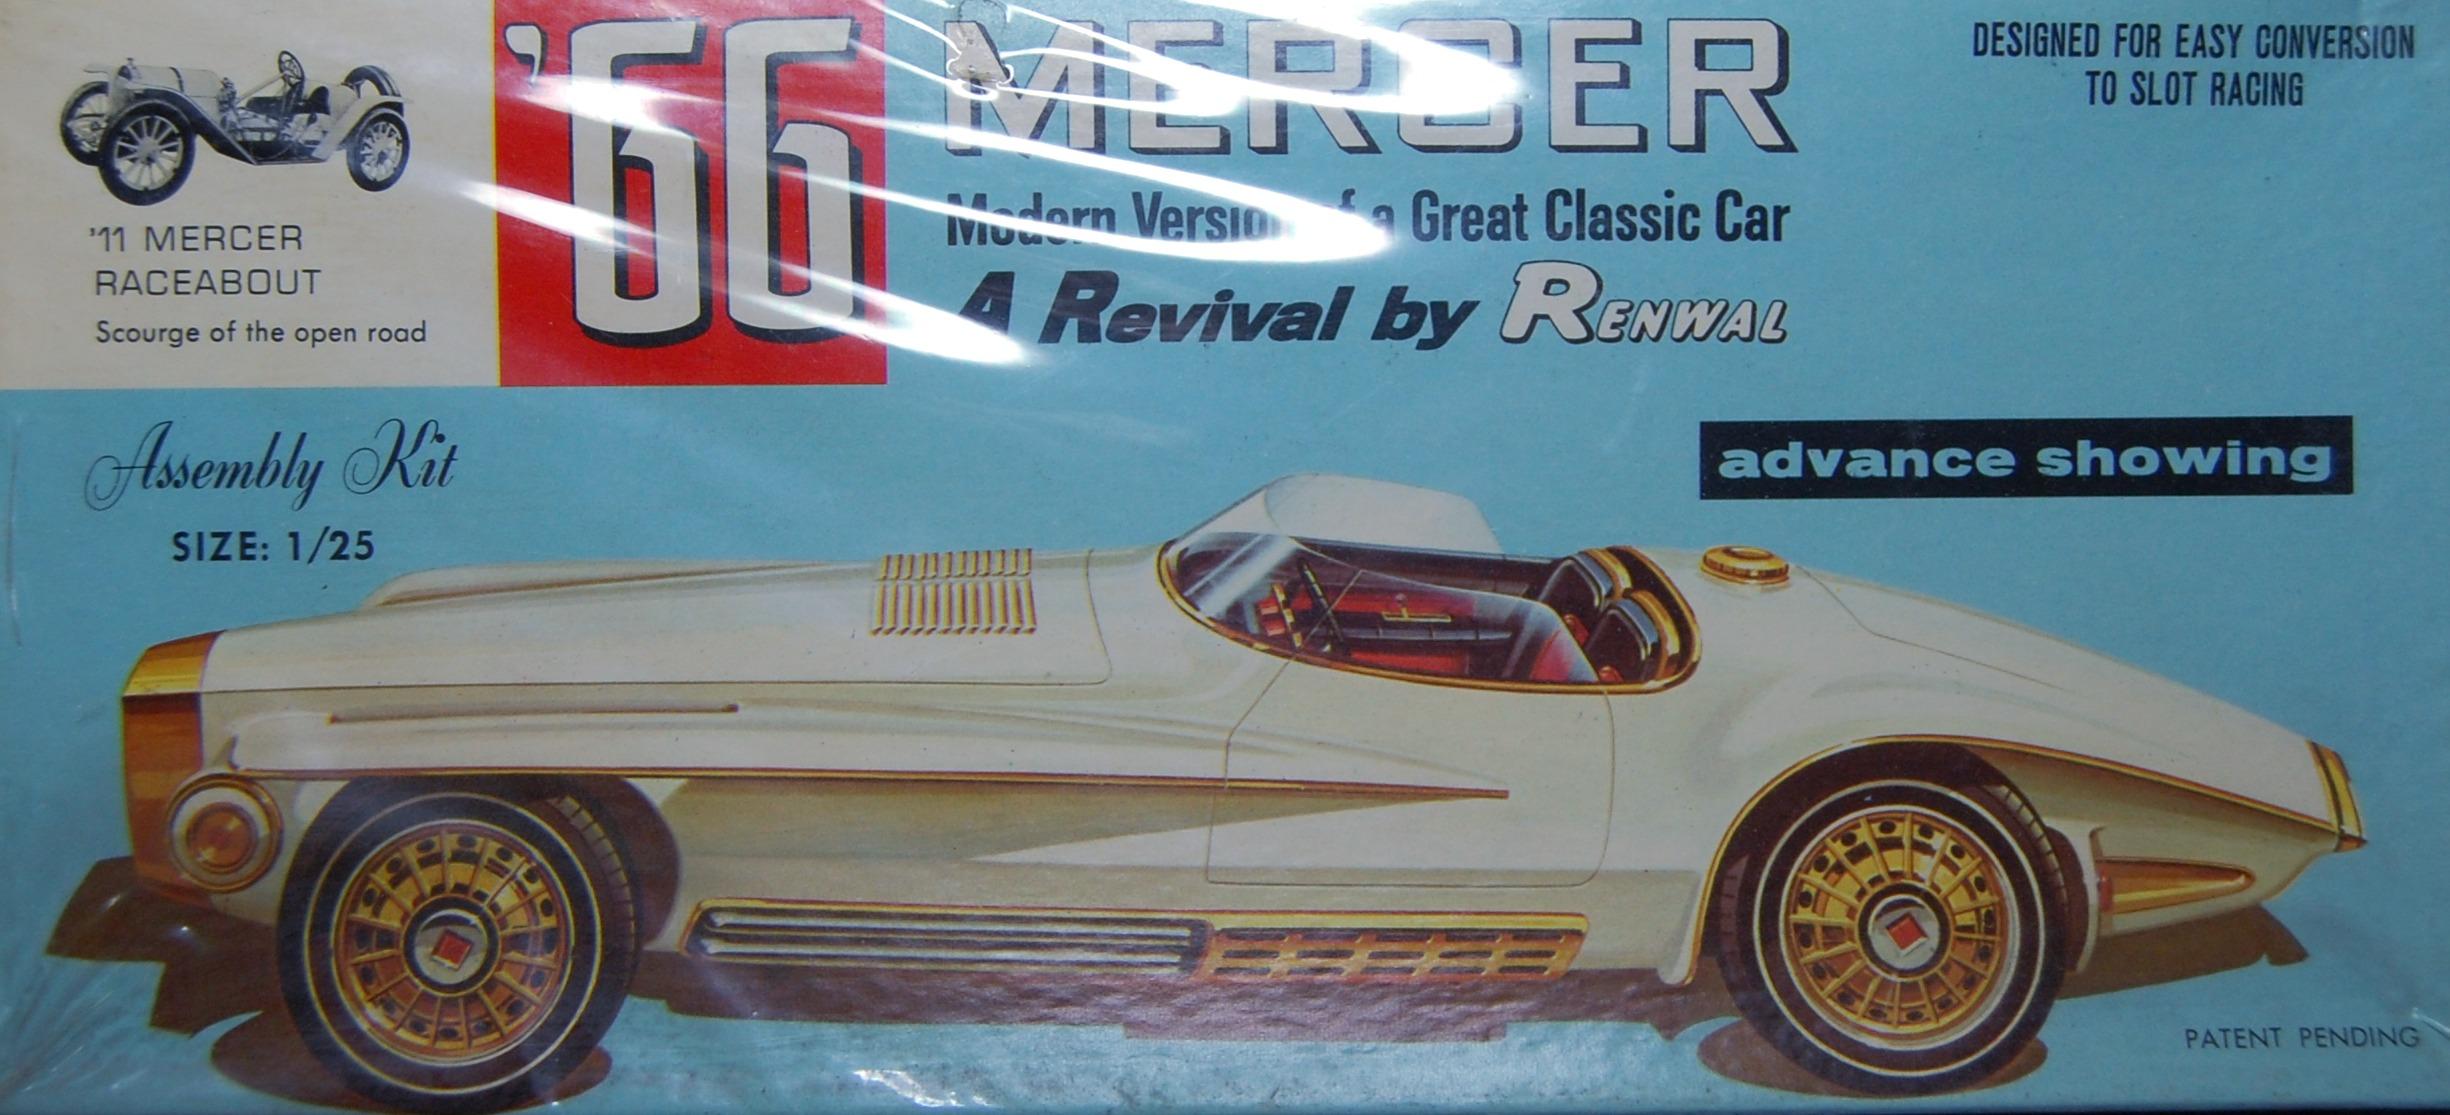 '11 MERCER
RACEABOUT
Scourge of the open road
'66
MERCER
Modern Version of a Great Classic Car
A Revival by RENWAL
DESIGNED FOR EASY CONVERSION
TO SLOT RACING
Assembly Kit
SIZE: 1/25
advance showing
PATENT PENDING